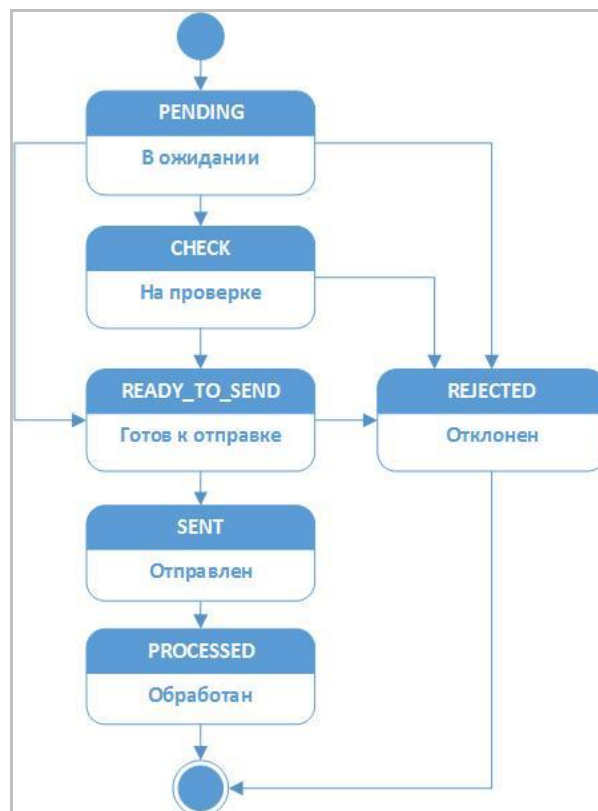 PENDING
В ожидании
CHECK
На проверке
READY_TO_SEND
Готов к отправке
REJECTED
Отклонен
SENT
Отправлен
PROCESSED
Обработан